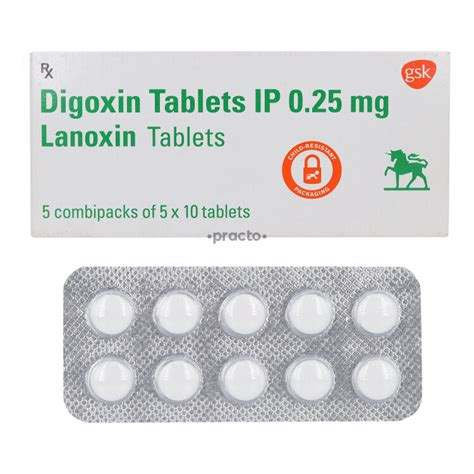 Rx
gsk
Digoxin Tablets IP 0.25 mg
Lanoxin Tablets
CHILD-RESISTANT
PACKAGING
5 combipacks of 5 x 10 tablets
•practo•